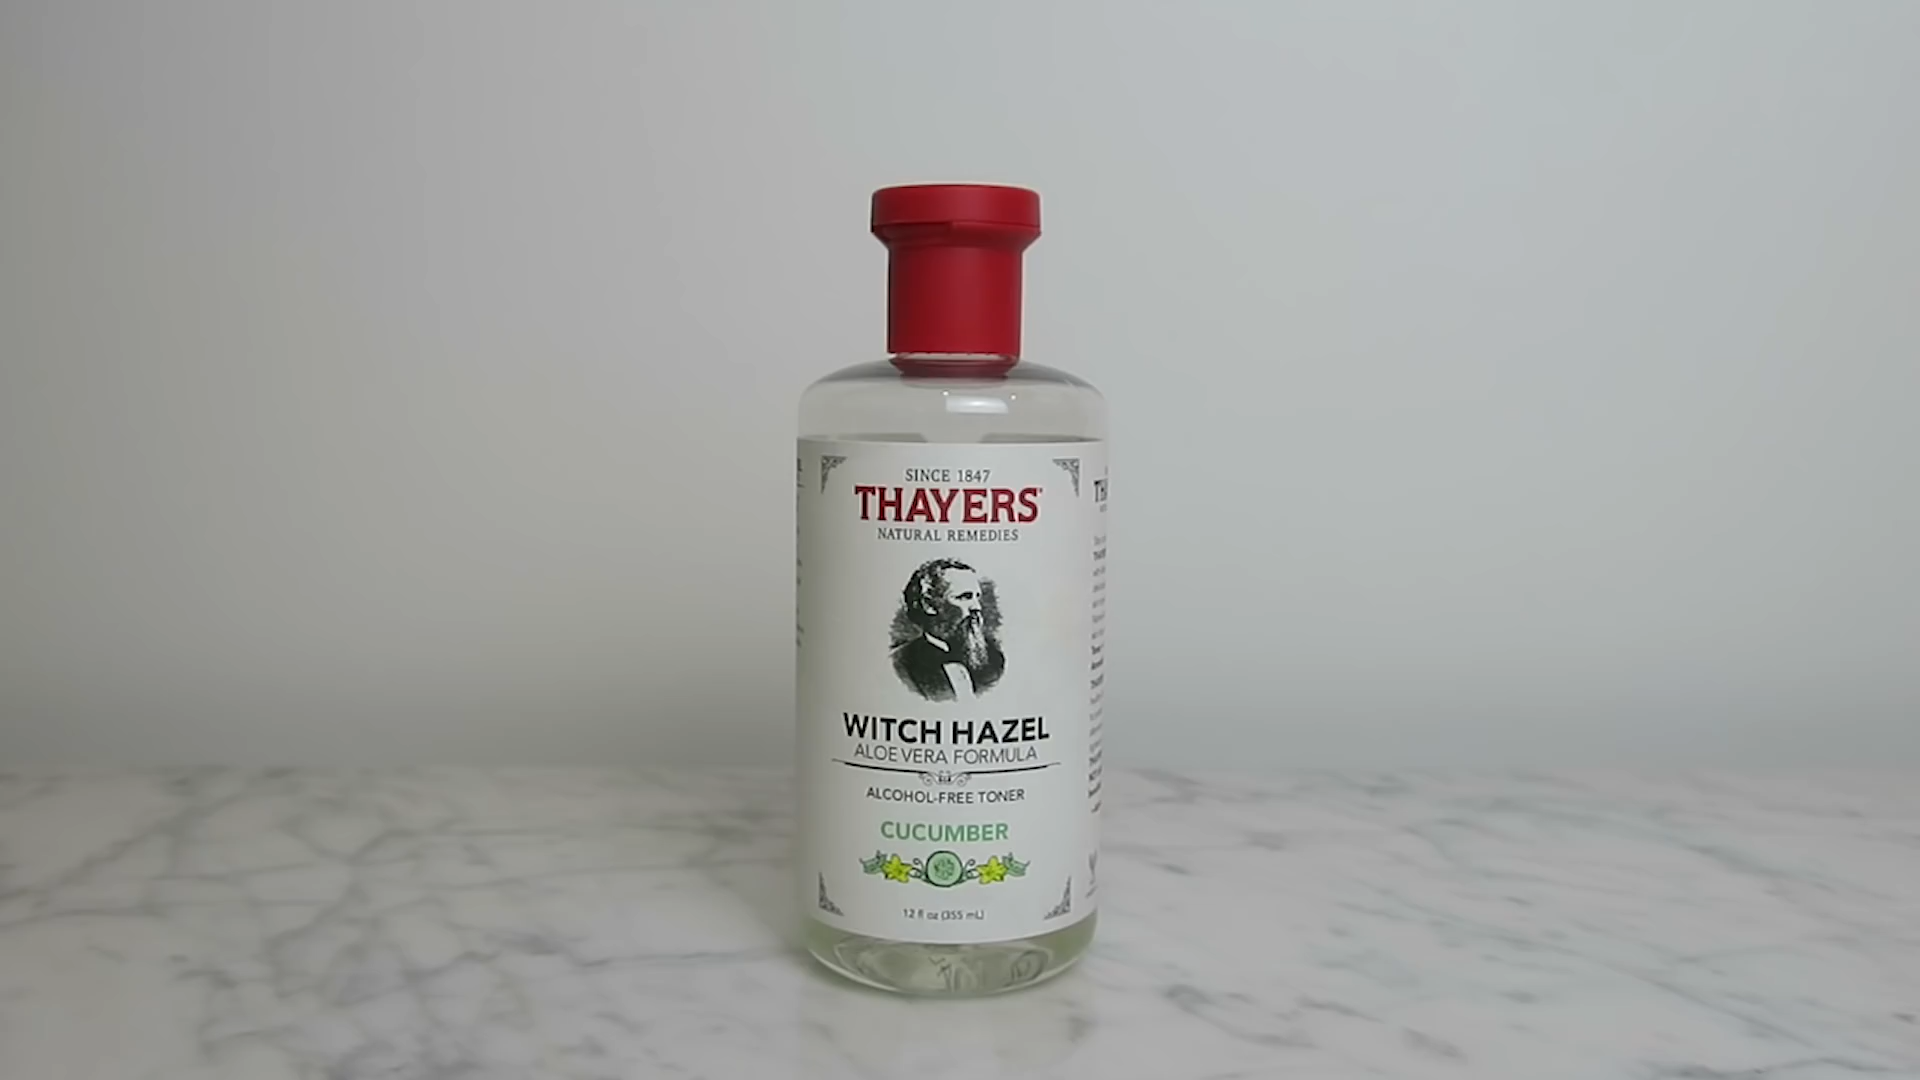 SINCE 1847
THAYERS
NATURAL REMEDIES
WITCH HAZEL
ALOE VERA FORMULA
ALCOHOL-FREE TONER
CUCUMBER
12 fl oz (355 mL)